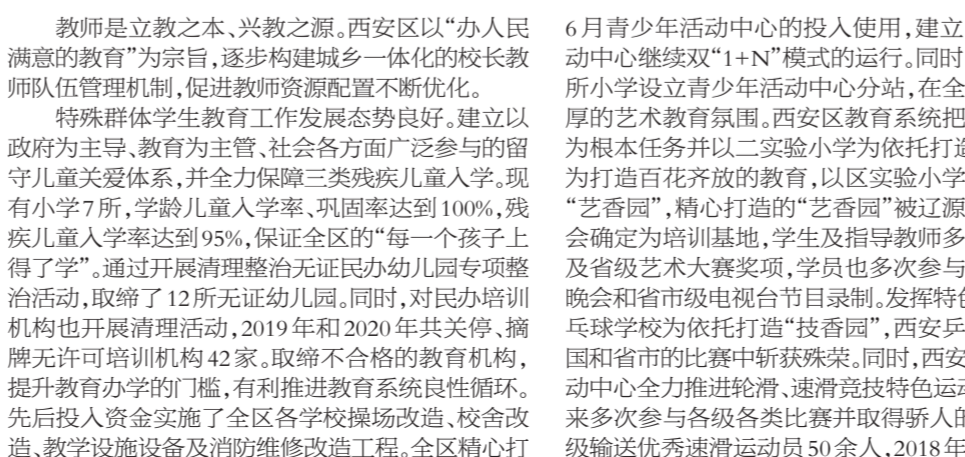 教师是立教之本、兴教之源。西安区以“办人民
满意的教育”为宗旨,逐步构建城乡一体化的校长教
师队伍管理机制,促进教师资源配置不断优化。
特殊群体学生教育工作发展态势良好。建立以
政府为主导、教育为主管、社会各方面广泛参与的留
守儿童关爱体系,并全力保障三类残疾儿童入学。现
有小学7所,学龄儿童入学率、巩固率达到100%,残
疾儿童入学率达到95%,保证全区的“每一个孩子上
得了学”。通过开展清理整治无证民办幼儿园专项整
治活动,取缔了12所无证幼儿园。同时,对民办培训
机构也开展清理活动,2019年和2020年共关停、摘
牌无许可培训机构42家。取缔不合格的教育机构,
提升教育办学的门槛,有利推进教育系统良性循环。
先后投入资金实施了全区各学校操场改造、校舍改
造、教学设施设备及消防维修改造工程。全区精心打
6月青少年活动中心的投入使用,建立
动中心继续双“1+N”模式的运行。同时
所小学设立青少年活动中心分站,在全
厚的艺术教育氛围。西安区教育系统把
为根本任务并以二实验小学为依托打造
为打造百花齐放的教育,以区实验小学
“艺香园”,精心打造的“艺香园”被辽源
会确定为培训基地,学生及指导教师多
及省级艺术大赛奖项,学员也多次参与
晚会和省市级电视台节目录制。发挥特色
乓球学校为依托打造“技香园”,西安乒
国和省市的比赛中斩获殊荣。同时,西安
动中心全力推进轮滑、速滑竞技特色运动
来多次参与各级各类比赛并取得骄人的
级输送优秀速滑运动员50余人,2018年